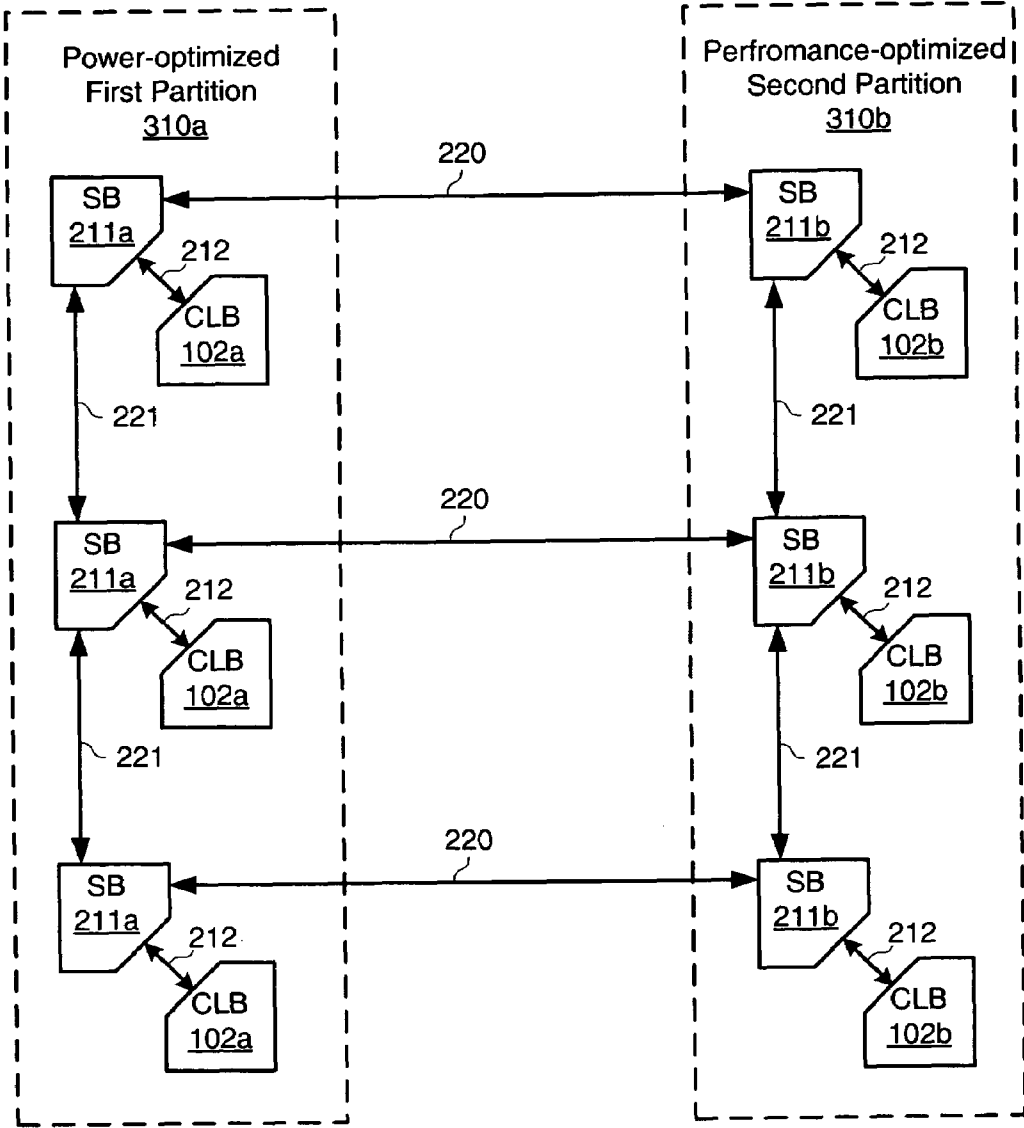 Power-optimized
First Partition
310a
Perfromance-optimized
Second Partition
310b
220
SB
211a
212
CLB
102a
SB
211b
212
CLB
102b
221
221
220
SB
211a
212
CLB
102a
SB
211b
212
CLB
102b
221
221
220
SB
211a
212
CLB
102a
SB
211b
212
CLB
102b